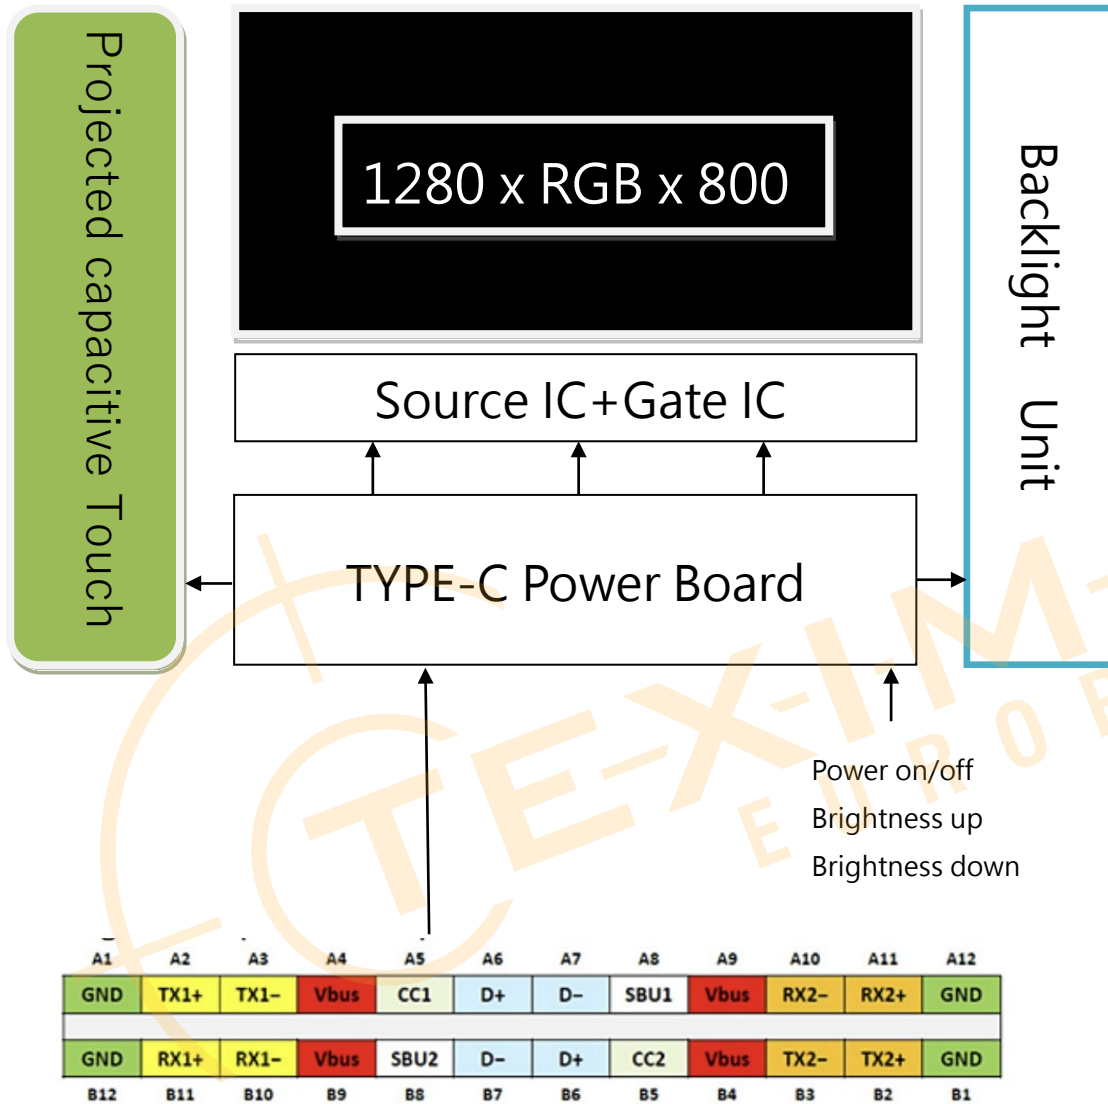 Projected capacitive Touch
1280 x RGB x 800
Backlight Unit
Source IC+Gate IC
TYPE-C Power Board
Power on/off
Brightness up
Brightness down
TEXIM
EUROP
A1 A2 A3 A4 A5 A6 A7 A8 A9 A10 A11 A12
GND TX1+ TX1− Vbus CC1 D+ D− SBU1 Vbus RX2− RX2+ GND
GND RX1+ RX1− Vbus SBU2 D− D+ CC2 Vbus TX2− TX2+ GND
B12 B11 B10 B9 B8 B7 B6 B5 B4 B3 B2 B1